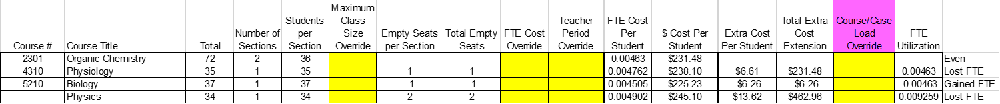 Course # Course Title Total Number of Sections Students per Section Maximum Class Size Override Empty Seats per Section Total Empty Seats FTE Cost Override Teacher Period Override FTE Cost Per Student $ Cost Per Student Extra Cost Per Student Total Extra Cost Extension Course/Case Load Override FTE Utilization
2301 Organic Chemistry 72 2 36 0.00463 $231.48 Even
4310 Physiology 35 1 35 1 1 0.004762 $238.10 $6.61 $231.48 0.00463 Lost FTE
5210 Biology 37 1 37 -1 -1 0.004505 $225.23 -$6.26 -$6.26 -0.00463 Gained FTE
Physics 34 1 34 2 2 0.004902 $245.10 $13.62 $462.96 0.009259 Lost FTE